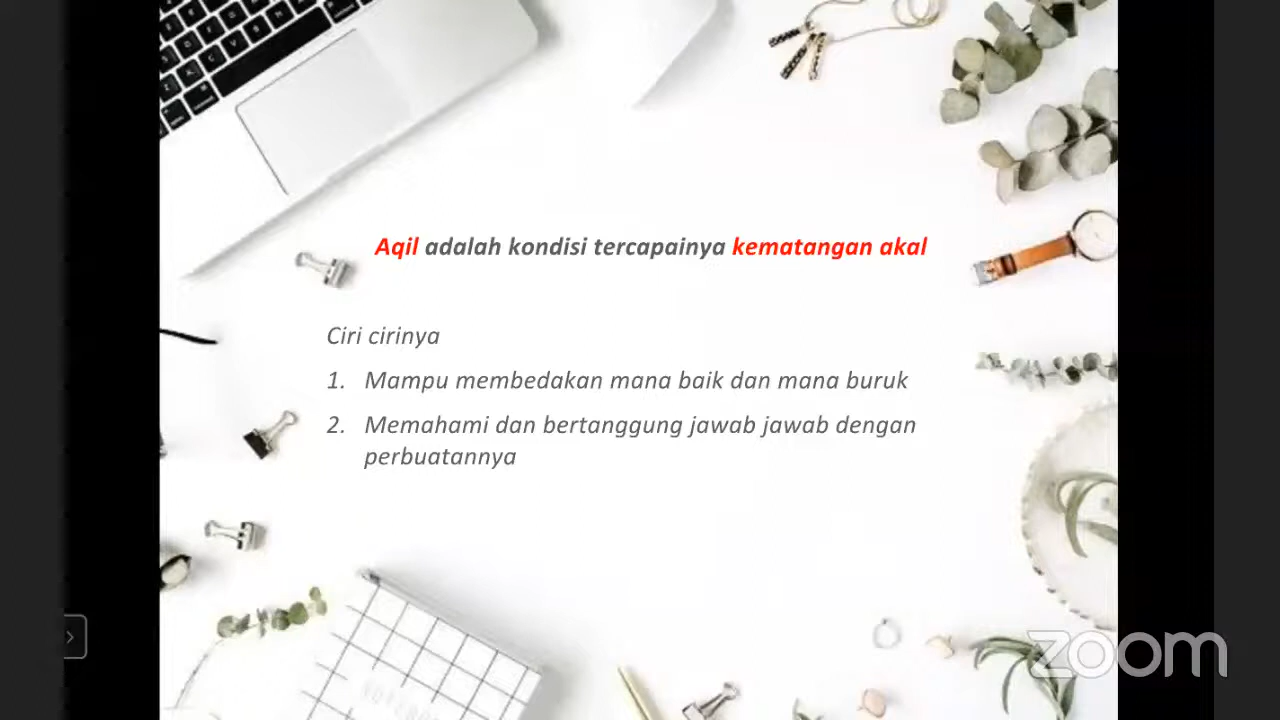 Aqil adalah kondisi tercapainya kematangan akal
Ciri cirinya
1. Mampu membedakan mana baik dan mana buruk
2. Memahami dan bertanggung jawab jawab dengan
perbuatannya
zoom